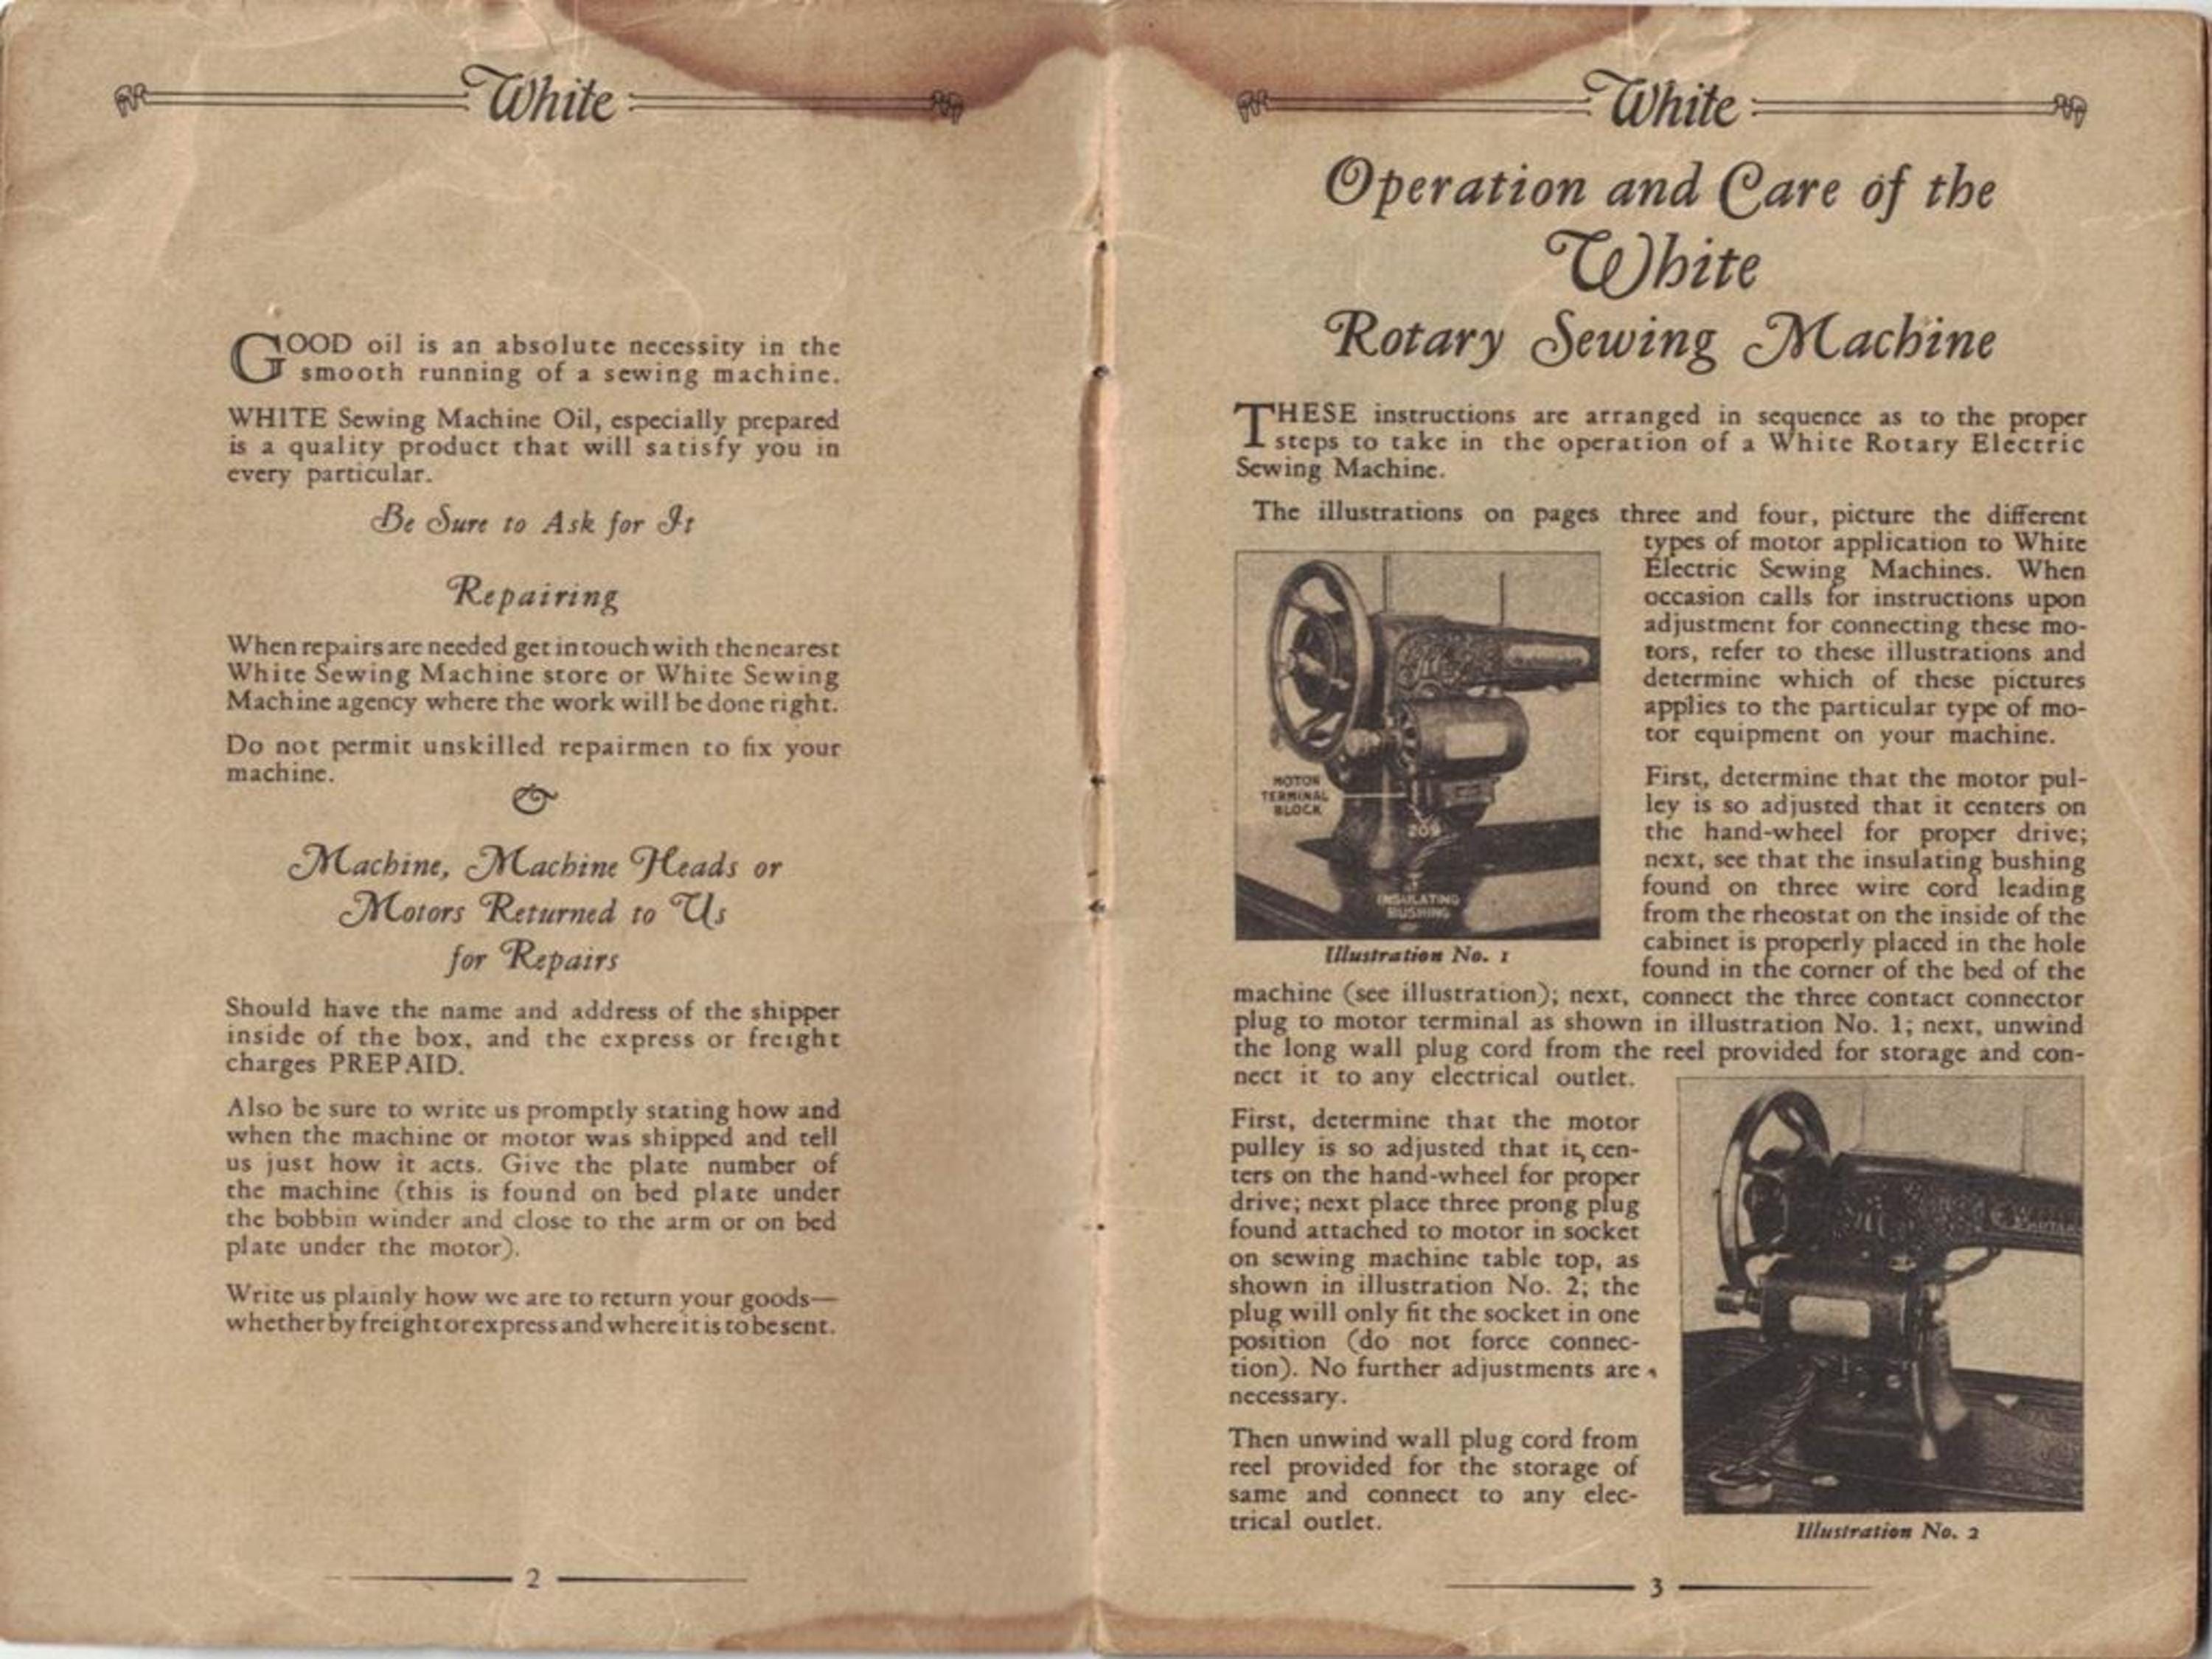 White
GOOD oil is an absolute necessity in the
smooth running of a sewing machine.
WHITE Sewing Machine Oil, especially prepared
is a quality product that will satisfy you in
every particular.
Be Sure to Ask for It
Repairing
When repairs are needed get in touch with the nearest
White Sewing Machine store or White Sewing
Machine agency where the work will be done right.
Do not permit unskilled repairmen to fix your
machine.
Machine, Machine Heads or
Motors Returned to Us
for Repairs
Should have the name and address of the shipper
inside of the box, and the express or freight
charges PREPAID.
Also be sure to write us promptly stating how and
when the machine or motor was shipped and tell
us just how it acts. Give the plate number of
the machine (this is found on bed plate under
the bobbin winder and close to the arm or on bed
plate under the motor).
Write us plainly how we are to return your goods—
whether by freight or express and where it is to be sent.
2
White
Operation and Care of the
White
Rotary Sewing Machine
THESE instructions are arranged in sequence as to the proper
steps to take in the operation of a White Rotary Electric
Sewing Machine.
The illustrations on pages three and four, picture the different
types of motor application to White
Electric Sewing Machines. When
occasion calls for instructions upon
adjustment for connecting these mo-
tors, refer to these illustrations and
determine which of these pictures
applies to the particular type of mo-
tor equipment on your machine.
MOTOR
TERMINAL
BLOCK
209
INSULATING
BUSHING
Illustration No. 1
First, determine that the motor pul-
ley is so adjusted that it centers on
the hand-wheel for proper drive;
next, see that the insulating bushing
found on three wire cord leading
from the rheostat on the inside of the
cabinet is properly placed in the hole
found in the corner of the bed of the
machine (see illustration); next, connect the three contact connector
plug to motor terminal as shown in illustration No. 1; next, unwind
the long wall plug cord from the reel provided for storage and con-
nect it to any electrical outlet.
First, determine that the motor
pulley is so adjusted that it cen-
ters on the hand-wheel for proper
drive; next place three prong plug
found attached to motor in socket
on sewing machine table top, as
shown in illustration No. 2; the
plug will only fit the socket in one
position (do not force connec-
tion). No further adjustments are
necessary.
Then unwind wall plug cord from
reel provided for the storage of
same and connect to any elec-
trical outlet.
Illustration No. 2
3